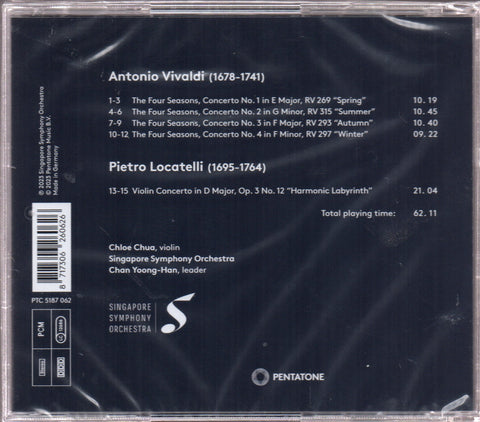 Antonio Vivaldi (1678-1741)
1-3 The Four Seasons, Concerto No. 1 in E Major, RV 269 “Spring” 10. 19
4-6 The Four Seasons, Concerto No. 2 in G Minor, RV 315 “Summer” 10. 45
7-9 The Four Seasons, Concerto No. 3 in F Major, RV 293 “Autumn” 10. 40
10-12 The Four Seasons, Concerto No. 4 in F Minor, RV 297 “Winter” 09. 22
Pietro Locatelli (1695-1764)
13-15 Violin Concerto in D Major, Op. 3 No. 12 “Harmonic Labyrinth” 21. 04
Total playing time: 62. 11
Chloe Chua, violin
Singapore Symphony Orchestra
Chan Yoong-Han, leader
SINGAPORE
SYMPHONY
ORCHESTRA
PENTATONE
℗ 2023 Singapore Symphony Orchestra
© 2023 Pentatone Music B.V.
Made in Germany
8 717306 260626
PTC 5187 062
PCM